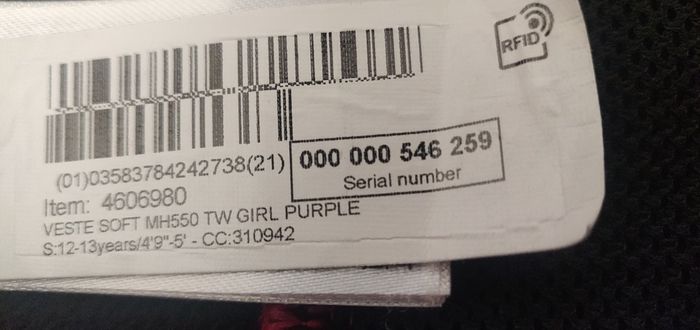 RFID
(01)03583784242738(21)
000 000 546 259
Serial number
Item: 4606980
VESTE SOFT MH550 TW GIRL PURPLE
S:12-13years/4'9"-5' - CC:310942